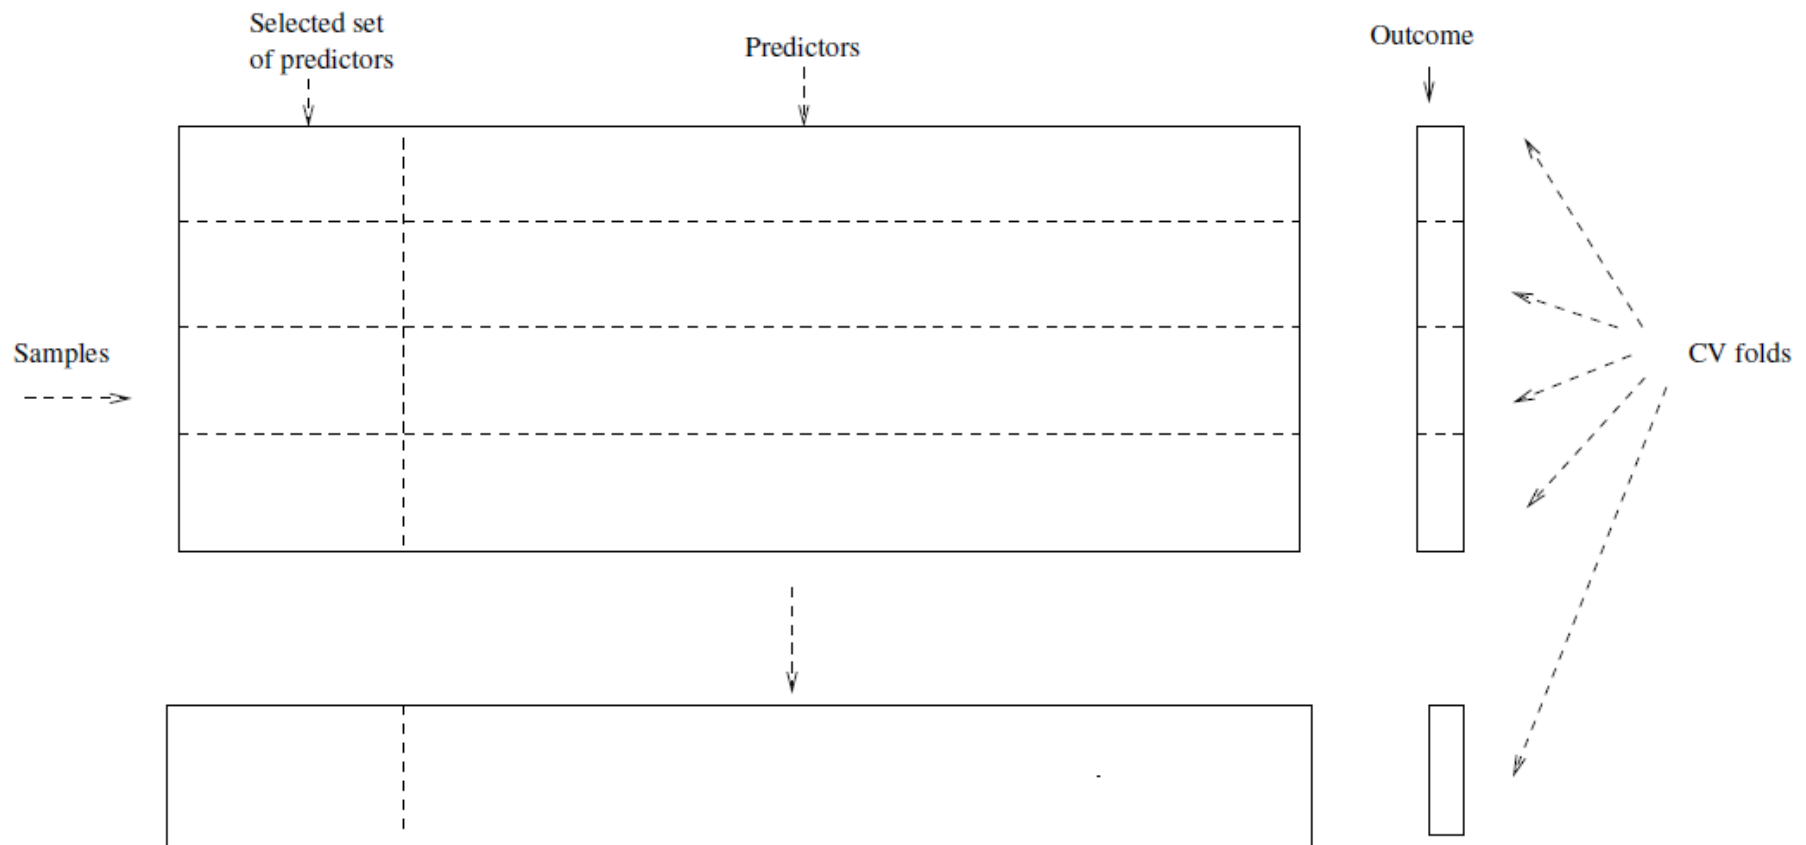 Selected set
of predictors
Predictors
Outcome
Samples
CV folds